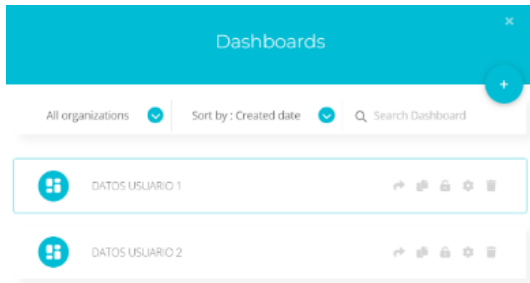 Dashboards
All organizations
Sort by : Created date
Search Dashboard
DATOS USUARIO 1
DATOS USUARIO 2